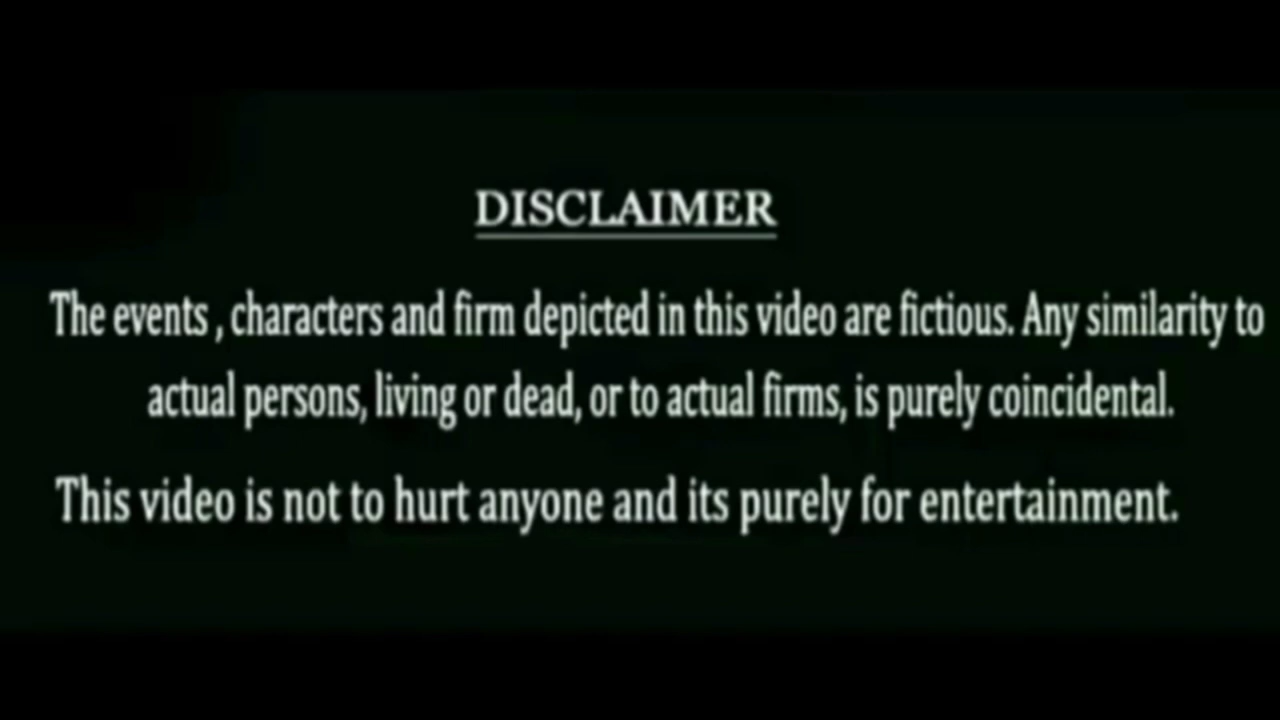 DISCLAIMER
The events , characters and firm depicted in this video are fictious. Any similarity to
actual persons, living or dead, or to actual firms, is purely coincidental.
This video is not to hurt anyone and its purely for entertainment.